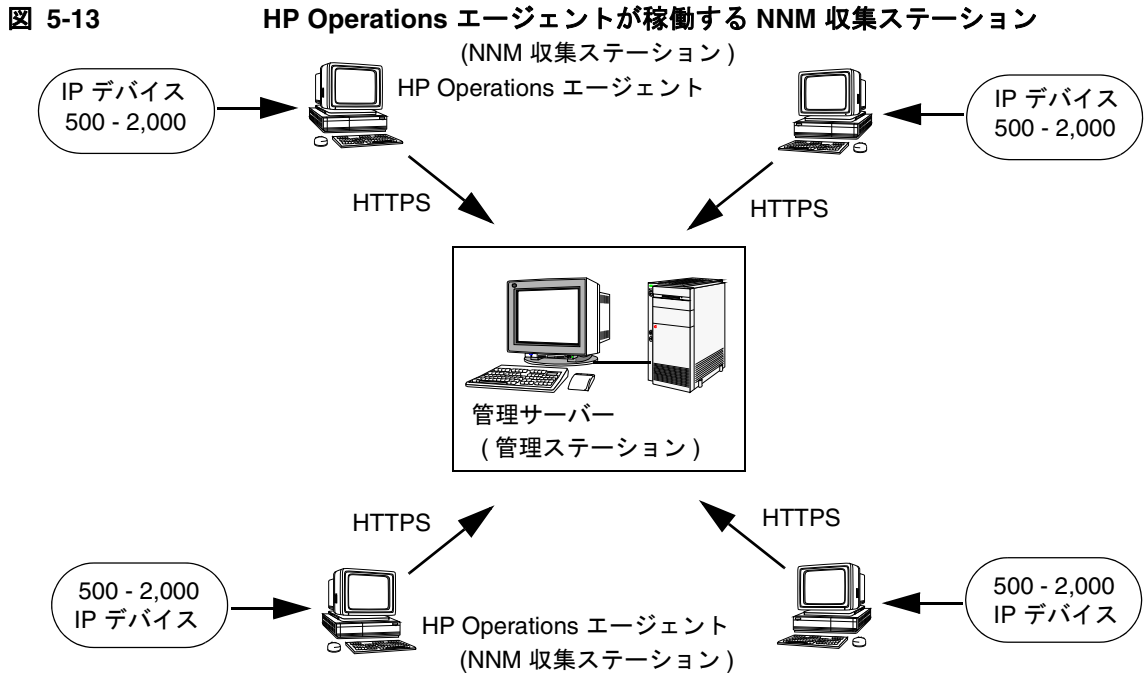 図 5-13 HP Operations エージェントが稼働する NNM 収集ステーション
(NNM 収集ステーション )
HP Operations エージェント
IP デバイス
500 - 2,000
IP デバイス
500 - 2,000
HTTPS
HTTPS
管理サーバー
( 管理ステーション )
HTTPS
HTTPS
500 - 2,000
IP デバイス
500 - 2,000
IP デバイス
HP Operations エージェント
(NNM 収集ステーション )